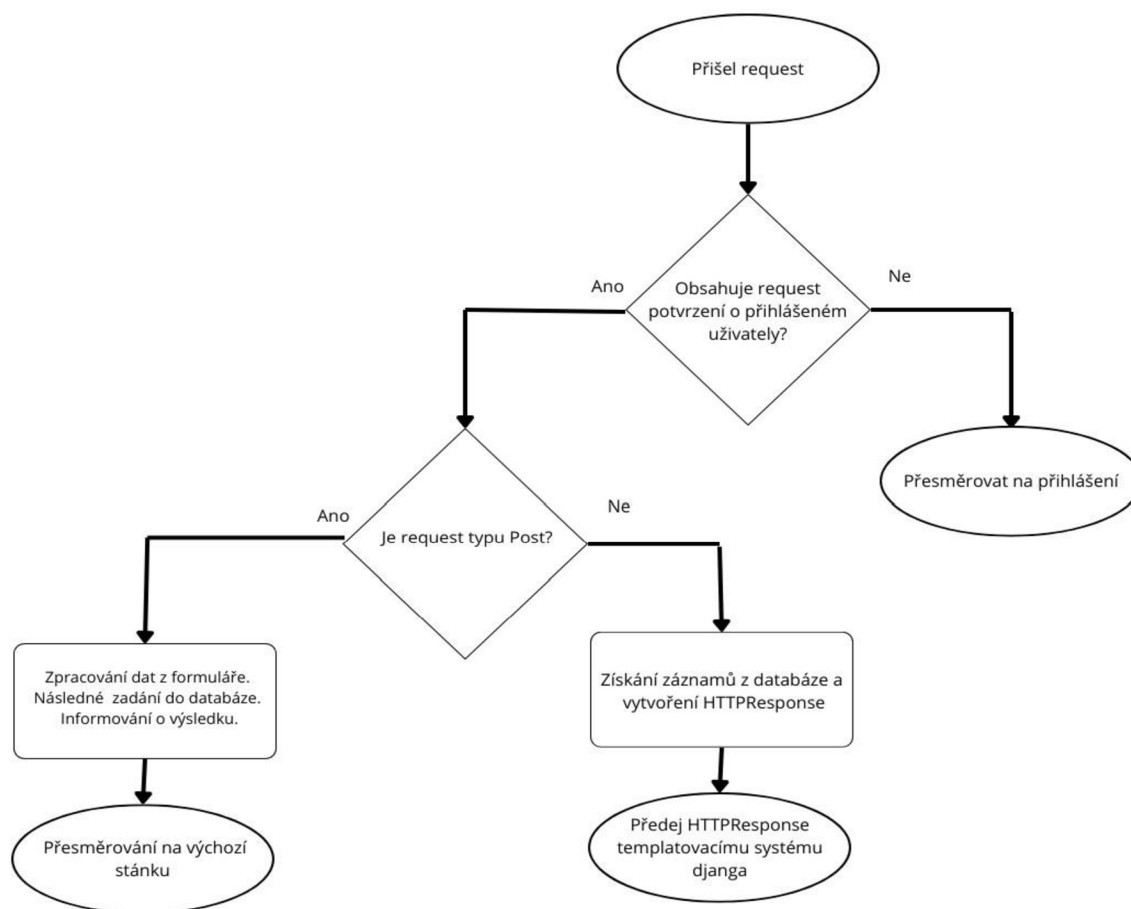 Přišel request
Ano
Ne
Obsahuje request
potvrzení o přihlášeném
uživately?
Přesměrovat na přihlášení
Ano
Ne
Je request typu Post?
Zpracování dat z formuláře.
Následné zadání do databáze.
Informování o výsledku.
Získání záznamů z databáze a
vytvoření HTTPResponse
Přesměrování na výchozí
stánku
Předej HTTPResponse
templatovacímu systému
djanga